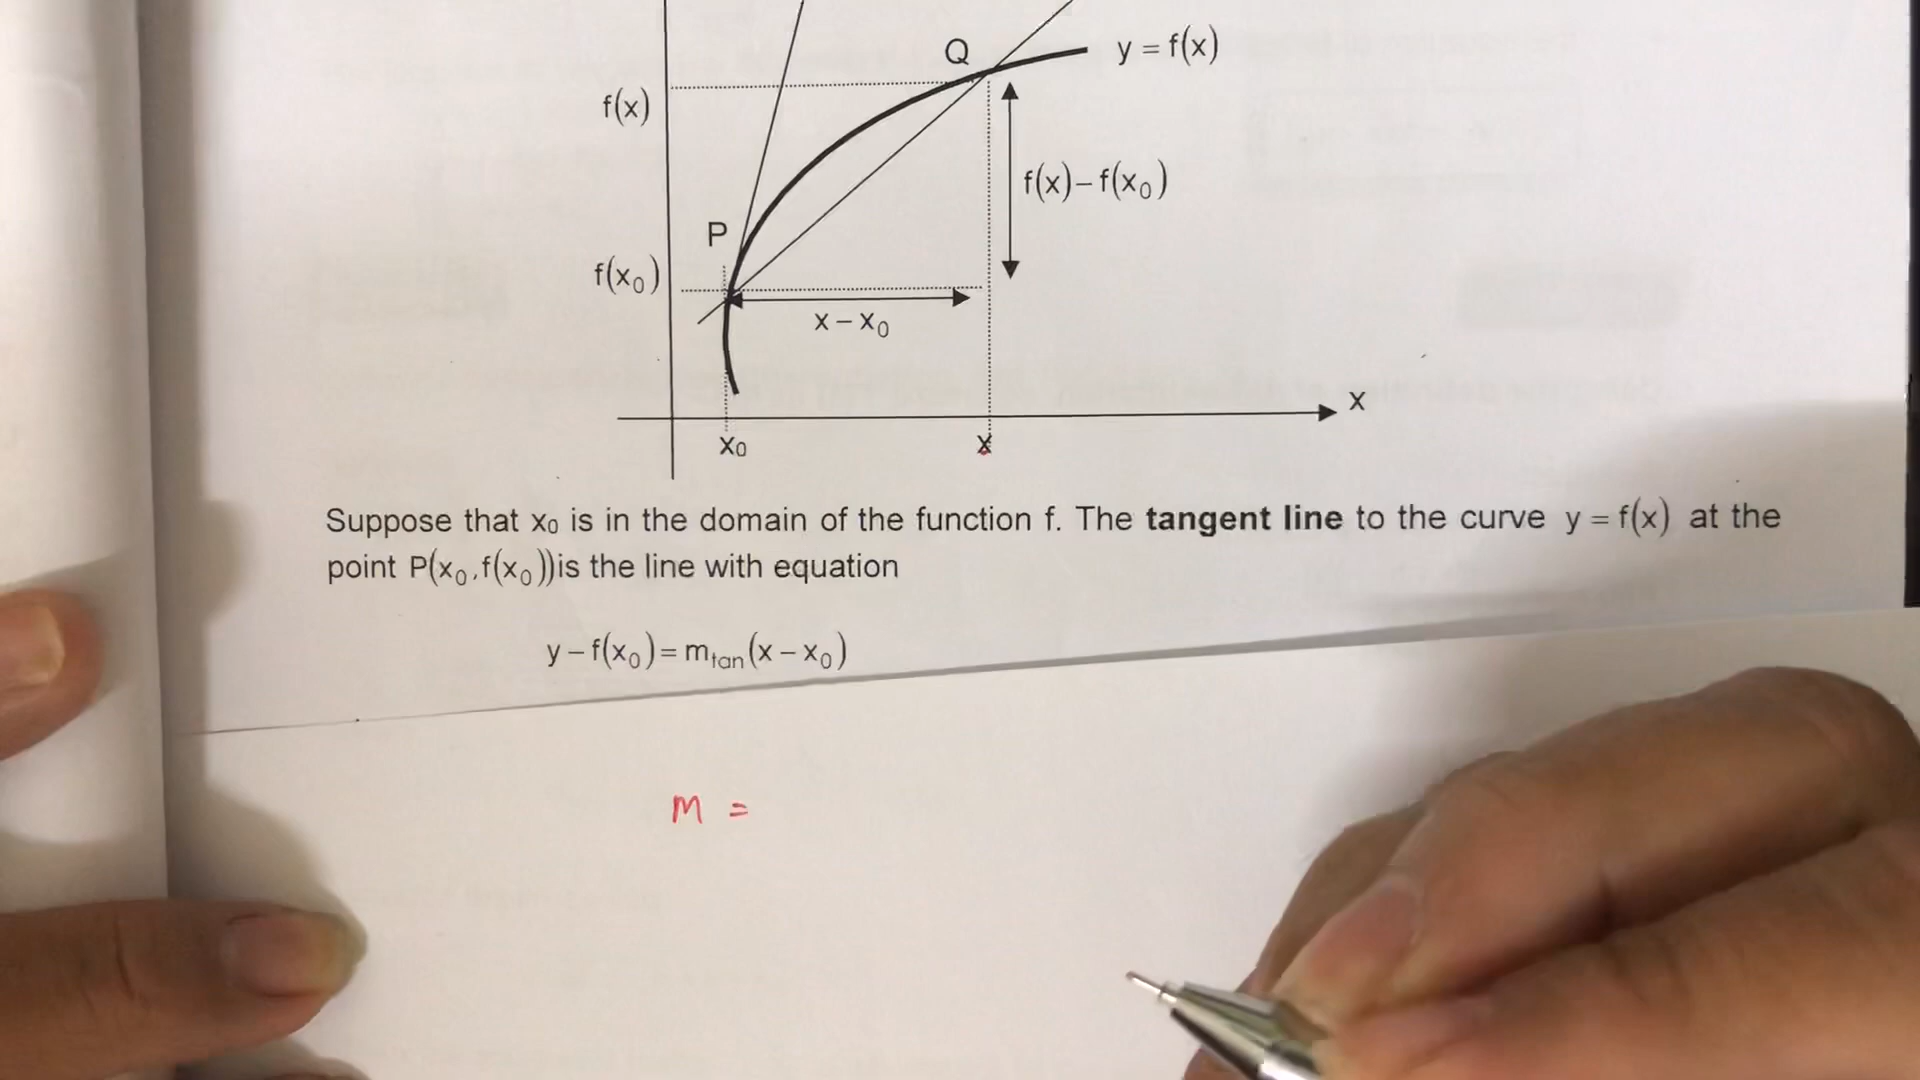 Q
y = f(x)
f(x)
f(x)−f(x₀)
P
f(x₀)
x − x₀
x
x₀
x
Suppose that x₀ is in the domain of the function f. The tangent line to the curve y = f(x) at the
point P(x₀,f(x₀))is the line with equation
y − f(x₀)= mₜₐₙ(x − x₀)
M =